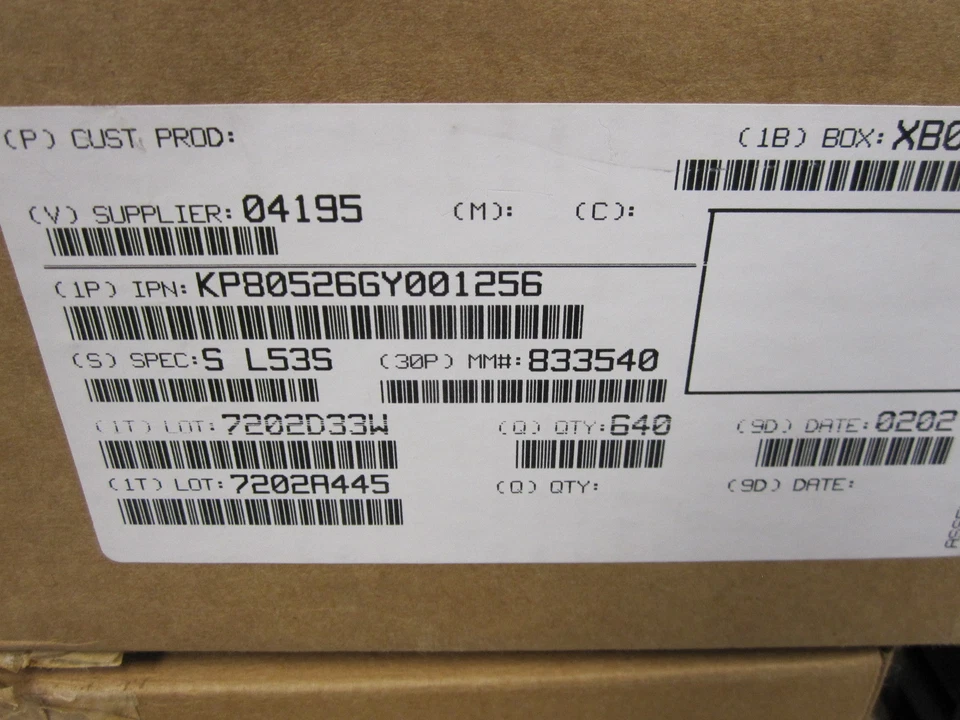 (P) CUST PROD:
(1B) BOX: XB0
(V) SUPPLIER: 04195 (M): (C):
(1P) IPN: KP80526GY001256
(S) SPEC: S L53S (30P) MM#: 833540
(1T) LOT: 7202D33W (Q) QTY: 640 (9D) DATE: 0202
(1T) LOT: 7202A445 (Q) QTY: (9D) DATE: